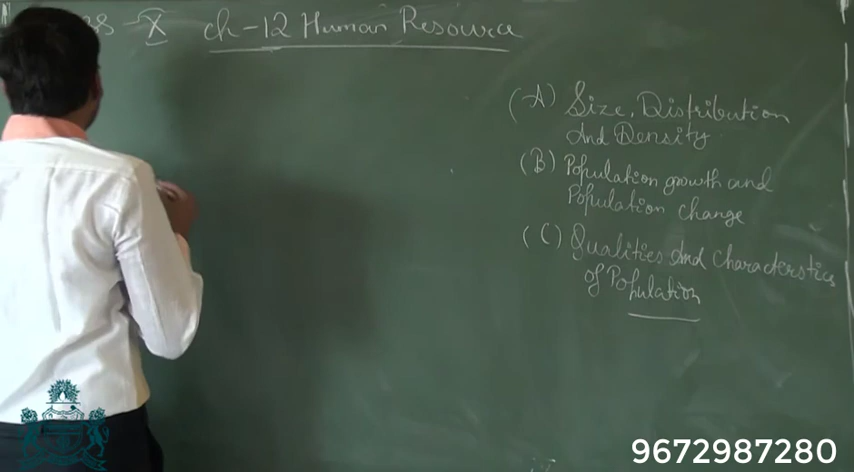 X ch-12 Human Resource
(A) Size, Distribution
And Density
(B) Population growth and
Population change
(C) Qualities And Characterstics
of Population
9672987280